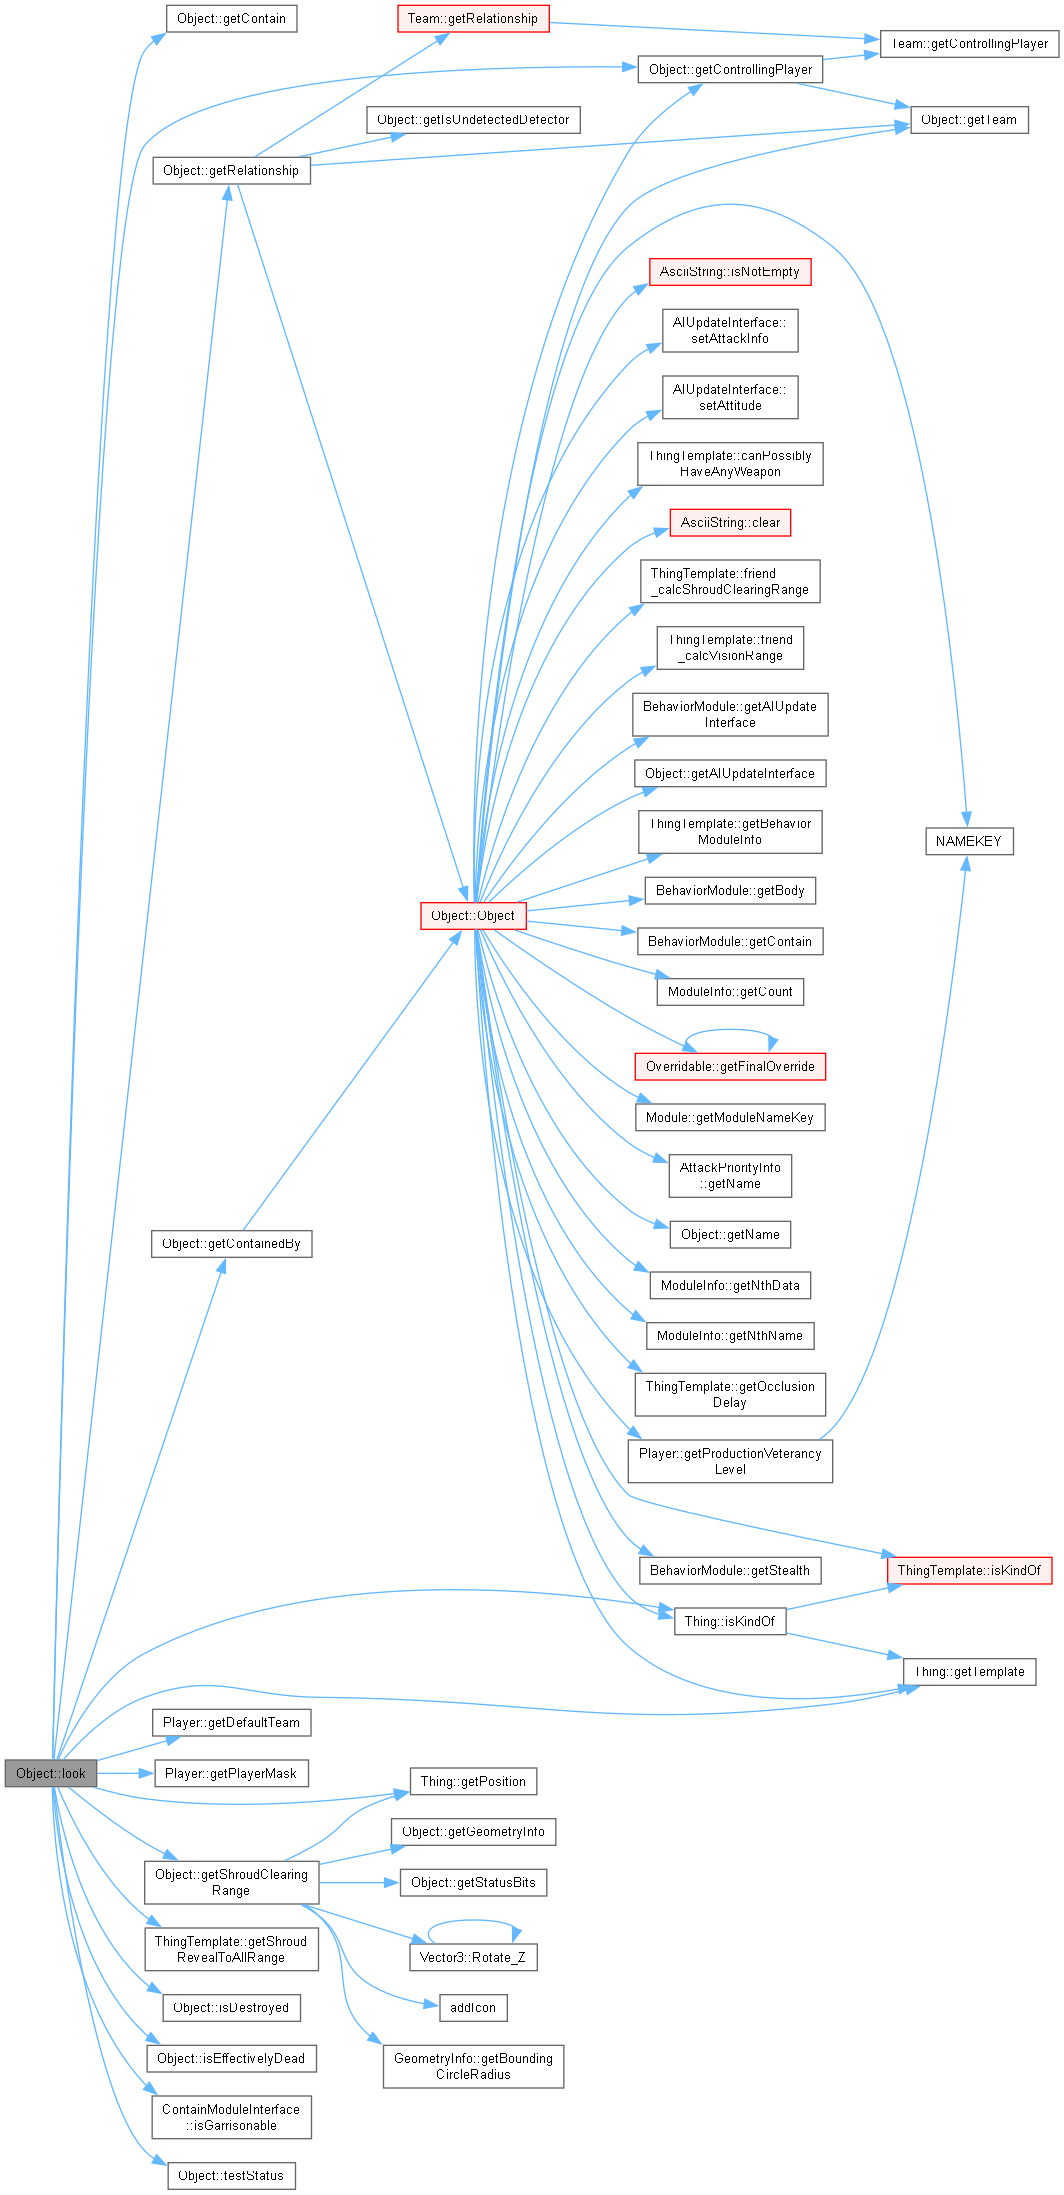 Object::getContain
Team::getRelationship
Team::getControllingPlayer
Object::getControllingPlayer
Object::getIsUndetectedDefector
Object::getTeam
Object::getRelationship
AsciiString::isNotEmpty
AIUpdateInterface::
setAttackInfo
AIUpdateInterface::
setAttitude
ThingTemplate::canPossibly
HaveAnyWeapon
AsciiString::clear
ThingTemplate::friend
_calcShroudClearingRange
ThingTemplate::friend
_calcVisionRange
BehaviorModule::getAIUpdate
Interface
Object::getAIUpdateInterface
ThingTemplate::getBehavior
ModuleInfo
NAMEKEY
BehaviorModule::getBody
Object::Object
BehaviorModule::getContain
ModuleInfo::getCount
Overridable::getFinalOverride
Module::getModuleNameKey
AttackPriorityInfo
::getName
Object::getName
Object::getContainedBy
ModuleInfo::getNthData
ModuleInfo::getNthName
ThingTemplate::getOcclusion
Delay
Player::getProductionVeterancy
Level
BehaviorModule::getStealth
ThingTemplate::isKindOf
Thing::isKindOf
Thing::getTemplate
Player::getDefaultTeam
Object::look
Player::getPlayerMask
Thing::getPosition
Object::getGeometryInfo
Object::getShroudClearing
Range
Object::getStatusBits
ThingTemplate::getShroud
RevealToAllRange
Vector3::Rotate_Z
Object::isDestroyed
addIcon
Object::isEffectivelyDead
GeometryInfo::getBounding
CircleRadius
ContainModuleInterface
::isGarrisonable
Object::testStatus